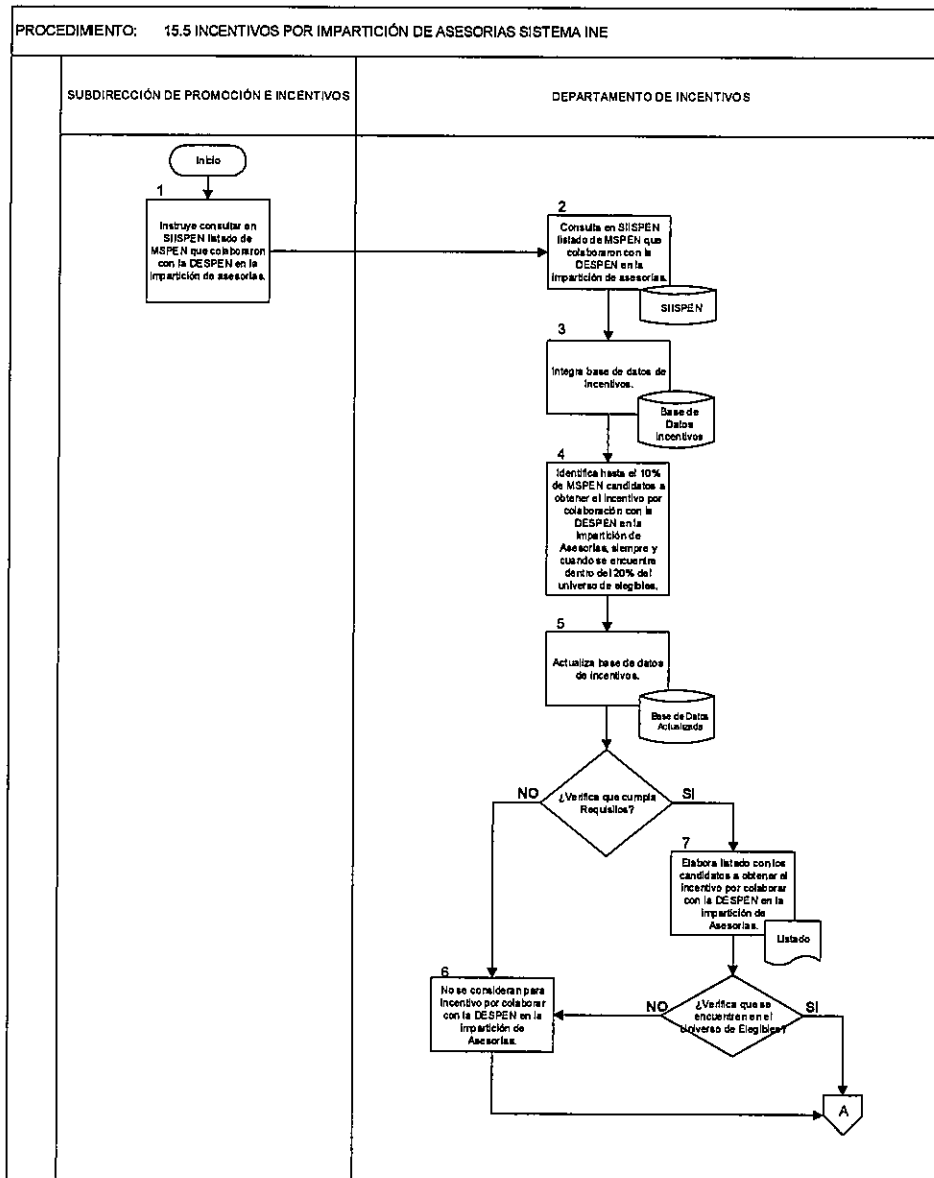 PROCEDIMIENTO: 15.5 INCENTIVOS POR IMPARTICIÓN DE ASESORIAS SISTEMA INE
SUBDIRECCIÓN DE PROMOCIÓN E INCENTIVOS
DEPARTAMENTO DE INCENTIVOS
Inicio
1
Instruye consultar en
SIISPEN listado de
MSPEN que colaboraron
con la DESPEN en la
impartición de asesorías.
2
Consulta en SIISPEN
listado de MSPEN que
colaboraron con la
DESPEN en la
impartición de asesorías.
SIISPEN
3
Integra base de datos de
Incentivos.
Base de
Datos
Incentivos
4
Identifica hasta el 10%
de MSPEN candidatos a
obtener el incentivo por
colaboración con la
DESPEN en la
Impartición de
Asesorías, siempre y
cuando se encuentre
dentro del 20% del
universo de elegibles.
5
Actualiza base de datos
de incentivos.
Base de Datos
Actualizada
¿Verifica que cumpla
Requisitos?
NO
SI
7
Elabora listado con los
candidatos a obtener el
incentivo por colaborar
con la DESPEN en la
impartición de
Asesorías.
Listado
6
No se consideran para
Incentivo por colaborar
con la DESPEN en la
Impartición de
Asesorías.
NO
¿Verifica que se
encuentren en el
Universo de Elegibles?
SI
A